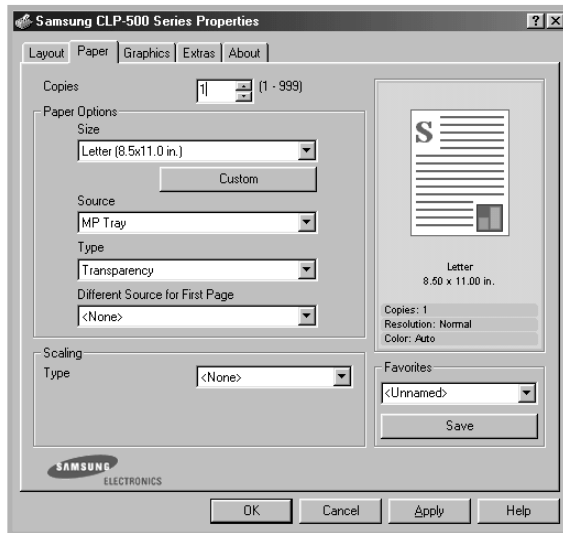 Samsung CLP-500 Series Properties
Layout Paper Graphics Extras About
Copies 1 (1 - 999)
Paper Options
Size
Letter (8.5x11.0 in.)
Custom
Source
MP Tray
Type
Transparency
Different Source for First Page
<None>
Scaling
Type <None>
S
Letter
8.50 x 11.00 in.
Copies: 1
Resolution: Normal
Color: Auto
Favorites
<Unnamed>
Save
SAMSUNG
ELECTRONICS
OK Cancel Apply Help